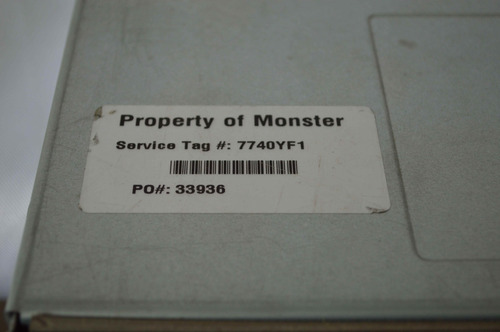 Property of Monster
Service Tag #: 7740YF1
PO#: 33936